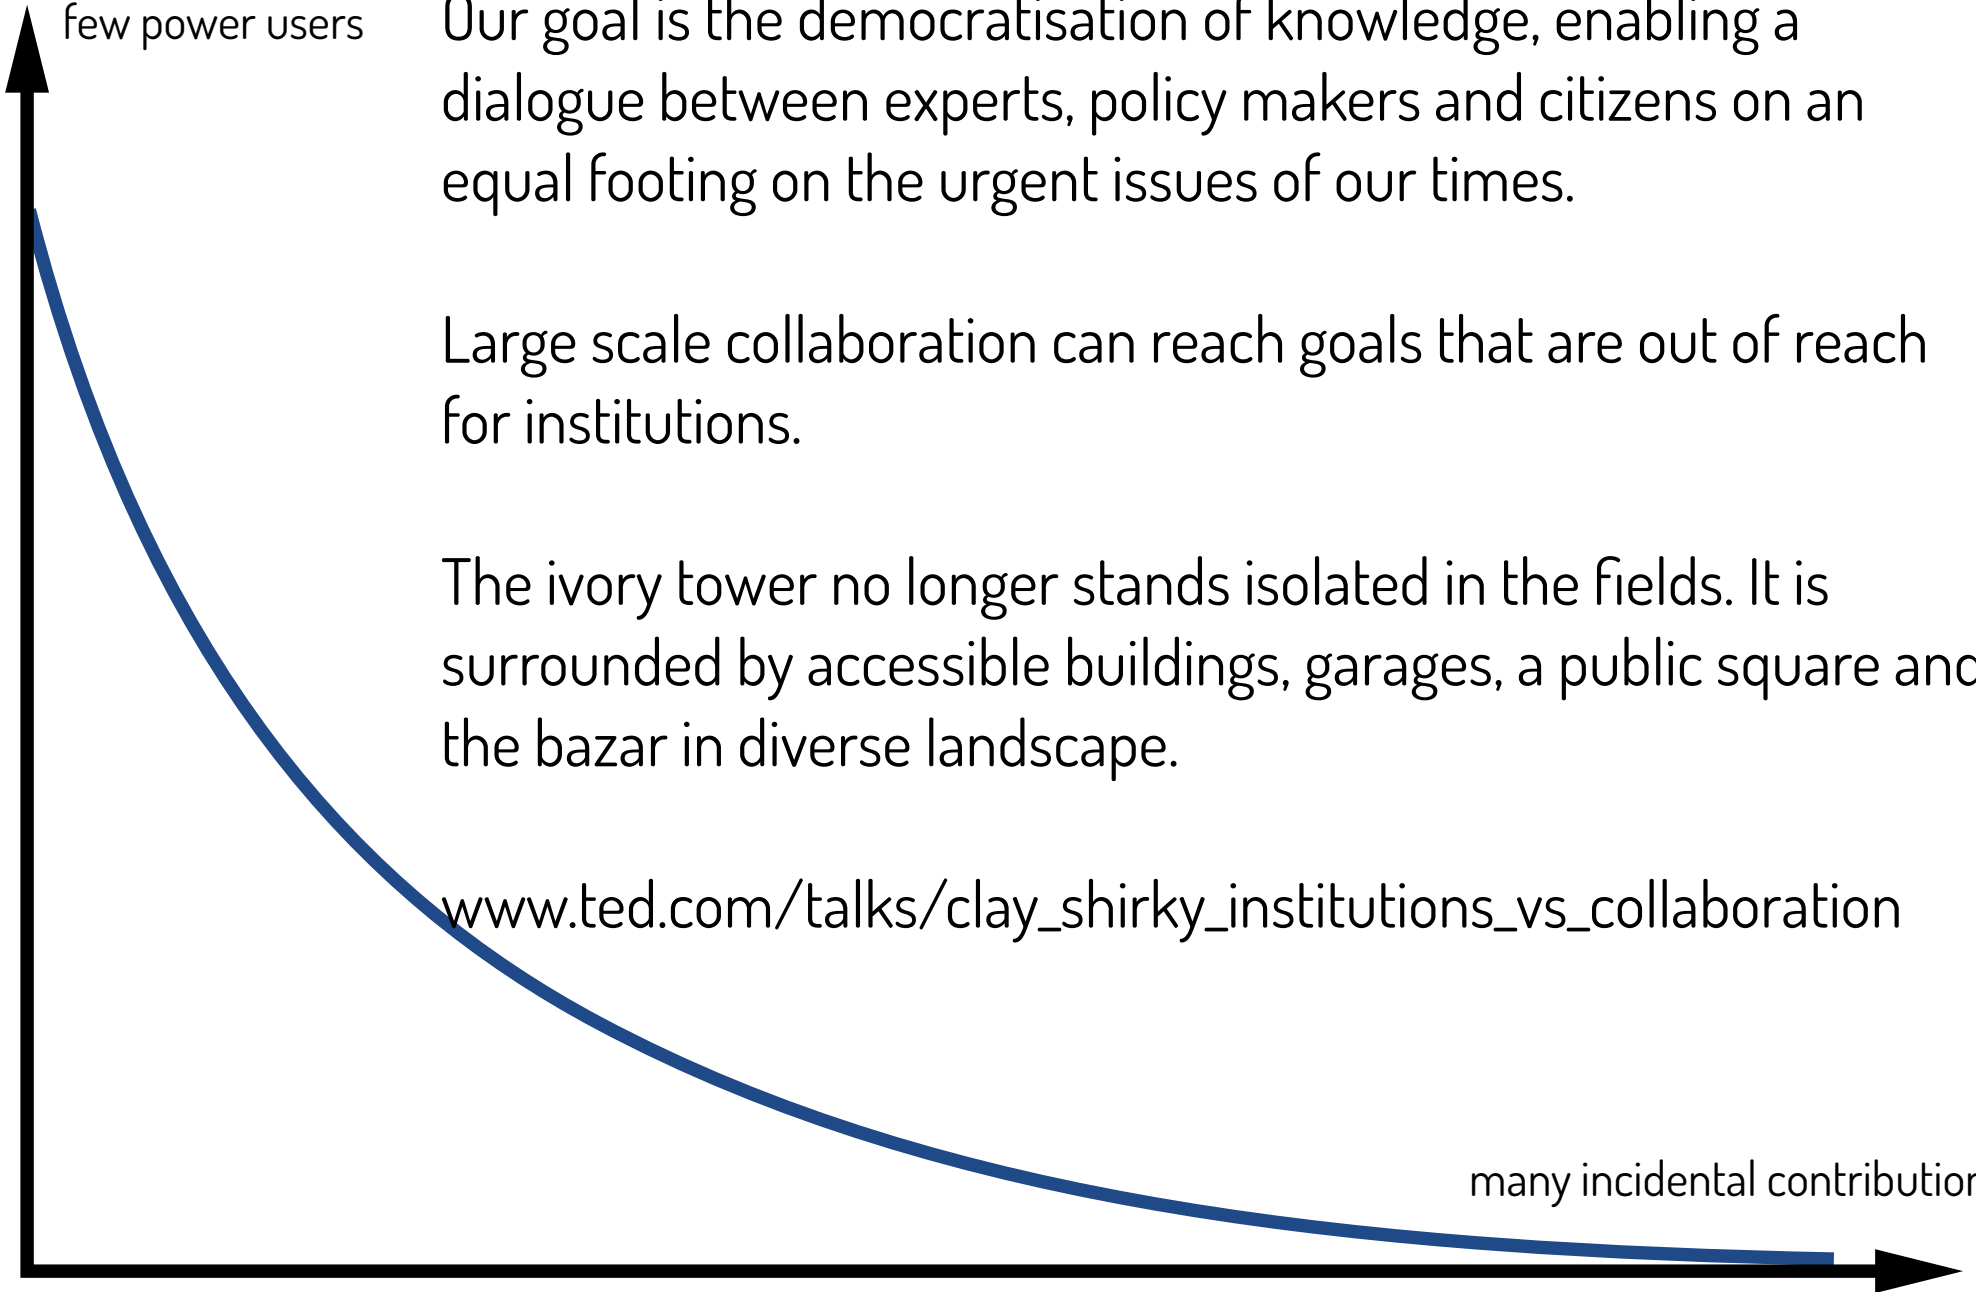 few power users
Our goal is the democratisation of knowledge, enabling a
dialogue between experts, policy makers and citizens on an
equal footing on the urgent issues of our times.
Large scale collaboration can reach goals that are out of reach
for institutions.
The ivory tower no longer stands isolated in the fields. It is
surrounded by accessible buildings, garages, a public square and
the bazar in diverse landscape.
www.ted.com/talks/clay_shirky_institutions_vs_collaboration
many incidental contribution